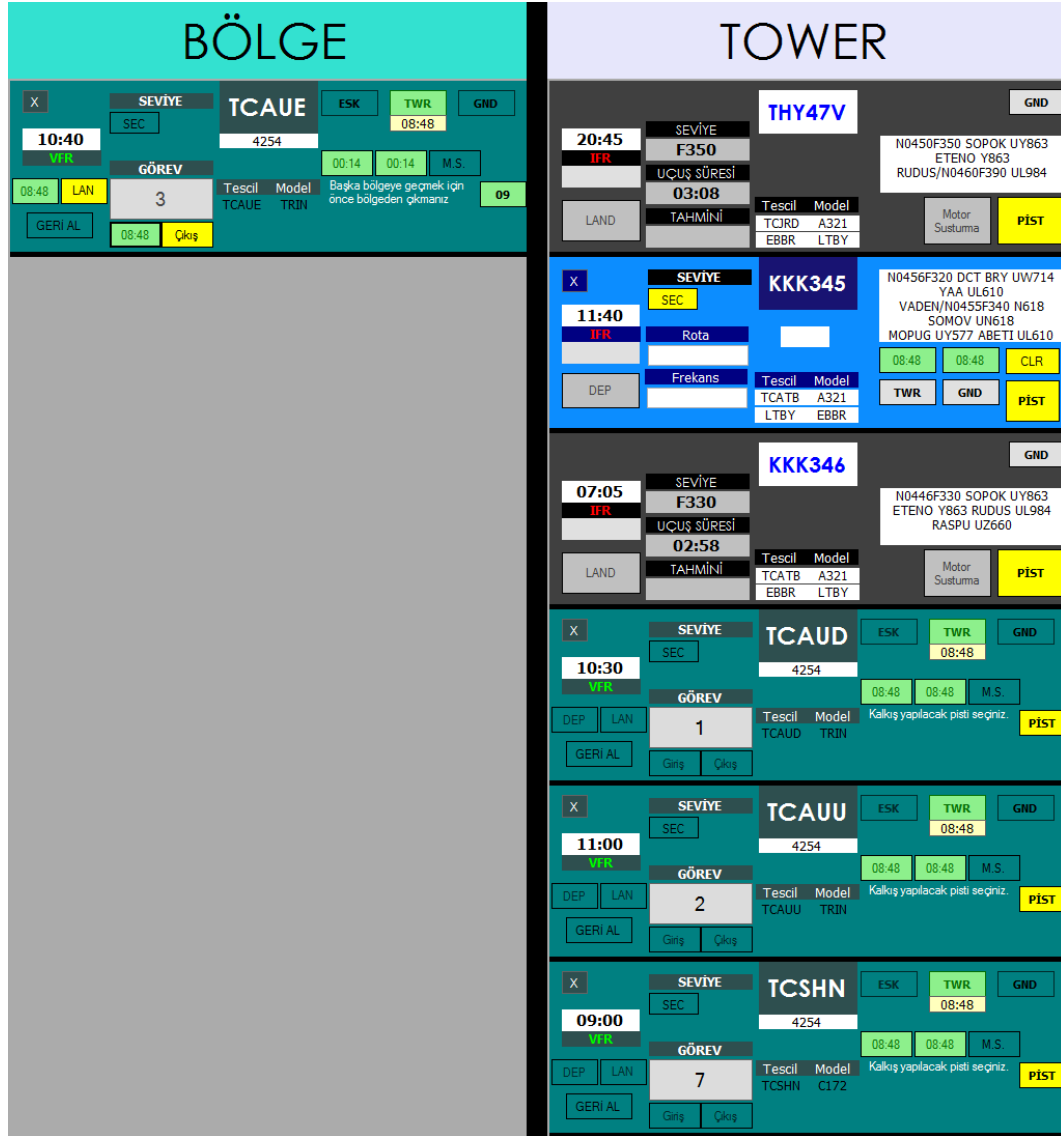 BÖLGE
X
10:40
VFR
08:48 LAN
GERİ AL
SEVİYE
SEC
GÖREV
3
08:48 Çıkış
TCAUE
4254
Tescil Model
TCAUE TRIN
ESK TWR GND
08:48
00:14 00:14 M.S.
Başka bölgeye geçmek için
önce bölgeden çıkmanız
09
TOWER
20:45
IFR
LAND
SEVİYE
F350
UÇUŞ SÜRESİ
03:08
TAHMİNİ
THY47V
Tescil Model
TCJRD A321
EBBR LTBY
GND
N0450F350 SOPOK UY863
ETENO Y863
RUDUS/N0460F390 UL984
Motor
Susturma
PİST
X
11:40
IFR
DEP
SEVİYE
SEC
Rota
Frekans
KKK345
Tescil Model
TCATB A321
LTBY EBBR
N0456F320 DCT BRY UW714
YAA UL610
VADEN/N0455F340 N618
SOMOV UN618
MOPUG UY577 ABETI UL610
08:48 08:48 CLR
TWR GND PİST
07:05
IFR
LAND
SEVİYE
F330
UÇUŞ SÜRESİ
02:58
TAHMİNİ
KKK346
Tescil Model
TCATB A321
EBBR LTBY
GND
N0446F330 SOPOK UY863
ETENO Y863 RUDUS UL984
RASPU UZ660
Motor
Susturma
PİST
X
10:30
VFR
DEP LAN
GERİ AL
SEVİYE
SEC
GÖREV
1
Giriş Çıkış
TCAUD
4254
Tescil Model
TCAUD TRIN
ESK TWR GND
08:48
08:48 08:48 M.S.
Kalkış yapılacak pisti seçiniz.
PİST
X
11:00
VFR
DEP LAN
GERİ AL
SEVİYE
SEC
GÖREV
2
Giriş Çıkış
TCAUU
4254
Tescil Model
TCAUU TRIN
ESK TWR GND
08:48
08:48 08:48 M.S.
Kalkış yapılacak pisti seçiniz.
PİST
X
09:00
VFR
DEP LAN
GERİ AL
SEVİYE
SEC
GÖREV
7
Giriş Çıkış
TCSHN
4254
Tescil Model
TCSHN C172
ESK TWR GND
08:48
08:48 08:48 M.S.
Kalkış yapılacak pisti seçiniz.
PİST